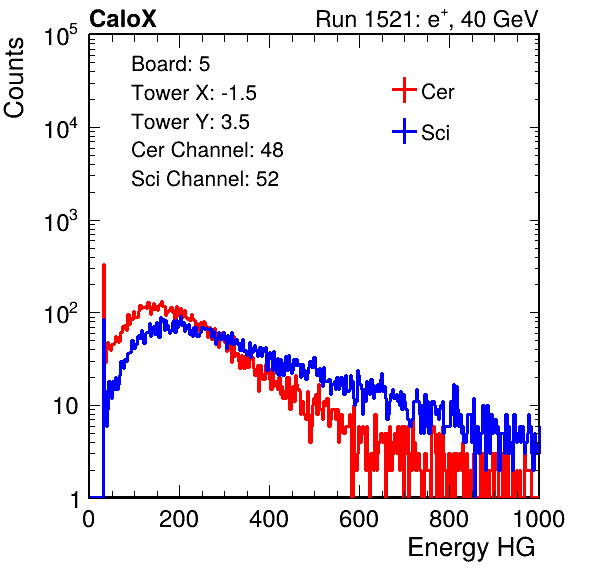 CaloX Run 1521: e⁺, 40 GeV
Counts
Board: 5
Tower X: -1.5
Tower Y: 3.5
Cer Channel: 48
Sci Channel: 52
Cer
Sci
10⁵
10⁴
10³
10²
10
1
0 200 400 600 800 1000
Energy HG